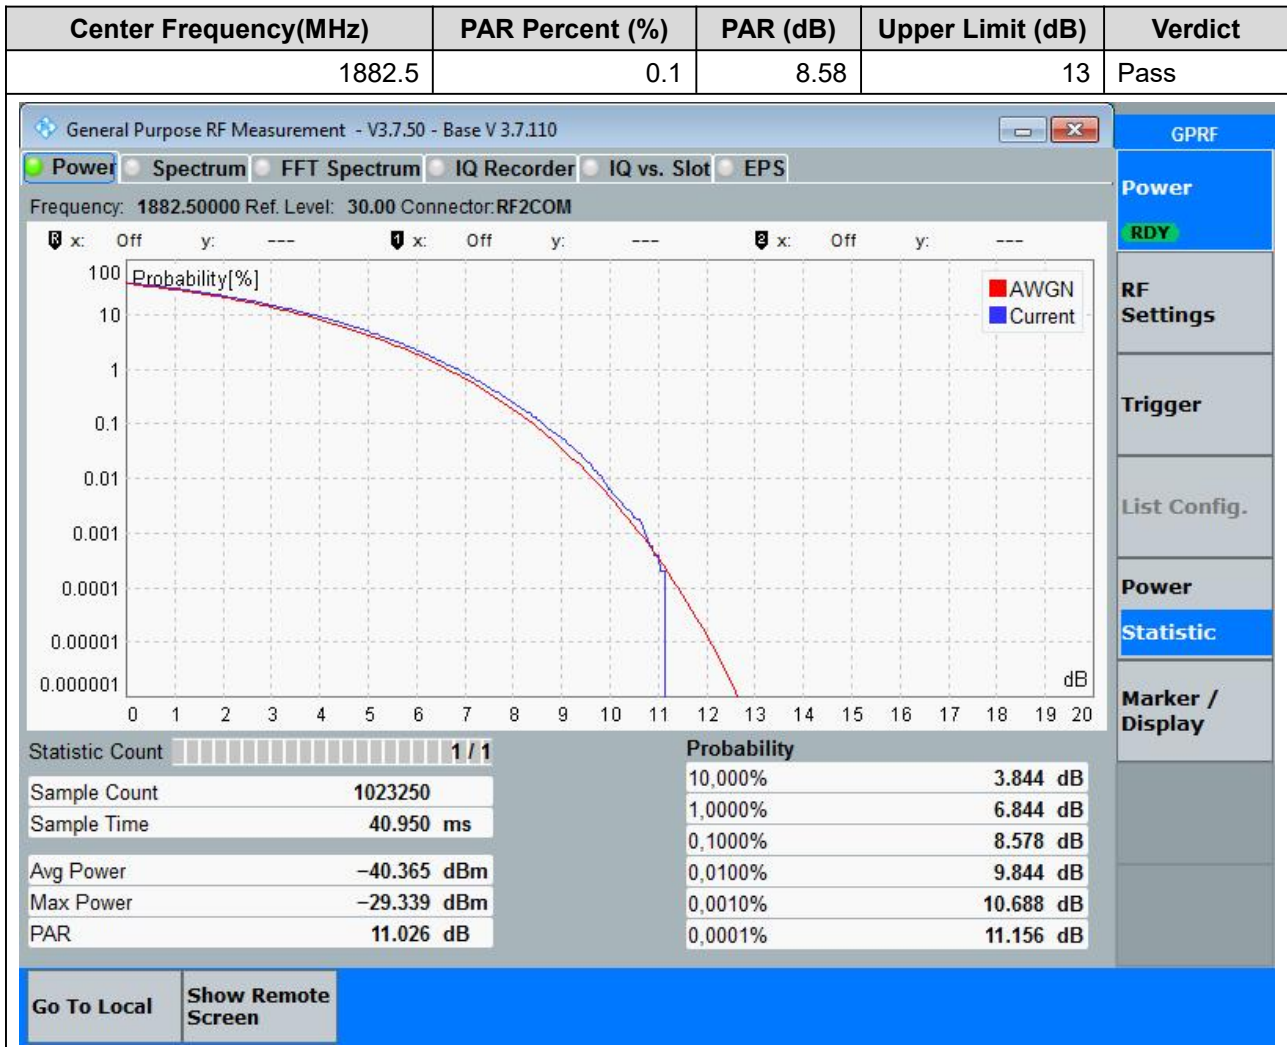 Center Frequency(MHz) PAR Percent (%) PAR (dB) Upper Limit (dB) Verdict
1882.5 0.1 8.58 13 Pass
General Purpose RF Measurement - V3.7.50 - Base V 3.7.110
GPRF
Power Spectrum FFT Spectrum IQ Recorder IQ vs. Slot EPS
Frequency: 1882.50000 Ref. Level: 30.00 Connector:RF2COM
R x: Off y: --- 1 x: Off y: --- 2 x: Off y: ---
Probability[%]
AWGN
Current
100
10
1
0.1
0.01
0.001
0.0001
0.00001
0.000001
dB
0 1 2 3 4 5 6 7 8 9 10 11 12 13 14 15 16 17 18 19 20
Statistic Count 1 / 1
Sample Count 1023250
Sample Time 40.950 ms
Avg Power −40.365 dBm
Max Power −29.339 dBm
PAR 11.026 dB
Probability
10,000% 3.844 dB
1,0000% 6.844 dB
0,1000% 8.578 dB
0,0100% 9.844 dB
0,0010% 10.688 dB
0,0001% 11.156 dB
Power
RDY
RF
Settings
Trigger
List Config.
Power
Statistic
Marker /
Display
Go To Local
Show Remote
Screen